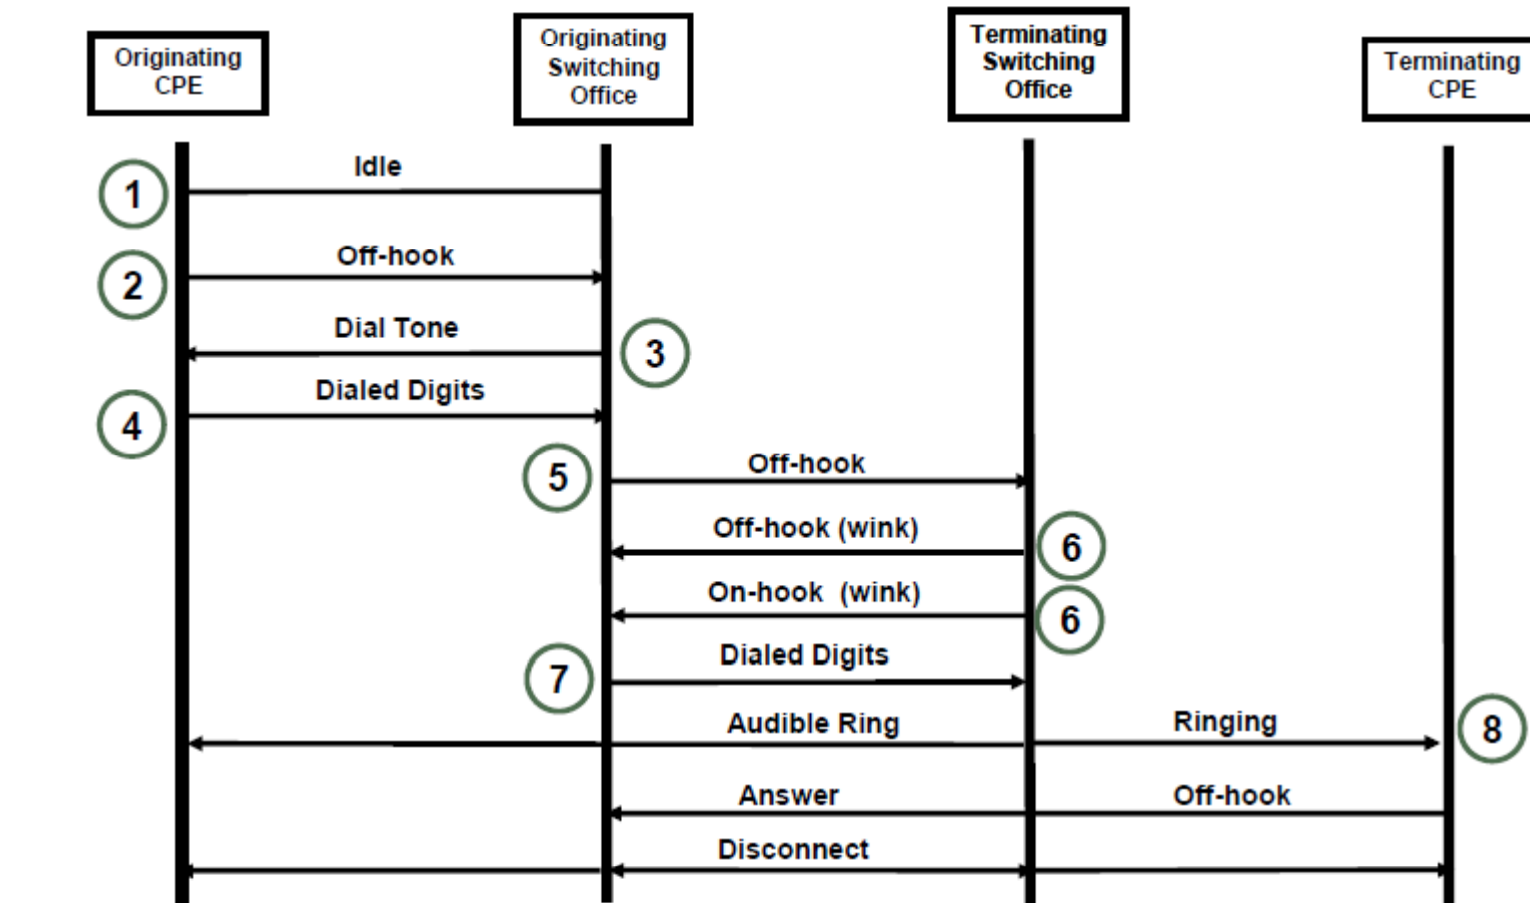 Originating
CPE
Originating
Switching
Office
Terminating
Switching
Office
Terminating
CPE
Idle
1
Off-hook
2
Dial Tone
3
Dialed Digits
4
Off-hook
5
Off-hook (wink)
6
On-hook (wink)
6
Dialed Digits
7
Audible Ring
Ringing
8
Answer
Off-hook
Disconnect